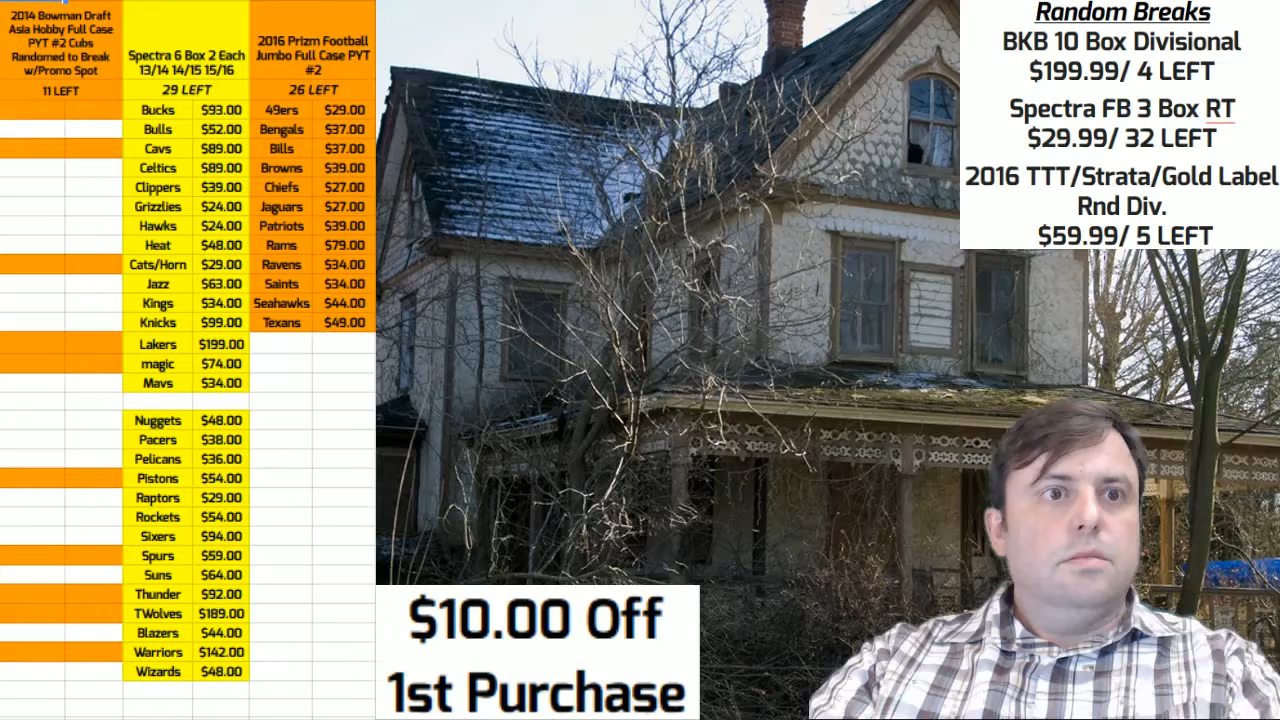 2014 Bowman Draft
Asia Hobby Full Case
PYT #2 Cubs
Randomed to Break
w/Promo Spot
11 LEFT
Spectra 6 Box 2 Each
13/14 14/15 15/16
29 LEFT
2016 Prizm Football
Jumbo Full Case PYT
#2
26 LEFT
Bucks $93.00 49ers $29.00
Bulls $52.00 Bengals $37.00
Cavs $89.00 Bills $37.00
Celtics $89.00 Browns $39.00
Clippers $39.00 Chiefs $27.00
Grizzlies $24.00 Jaguars $27.00
Hawks $24.00 Patriots $39.00
Heat $48.00 Rams $79.00
Cats/Horn $29.00 Ravens $34.00
Jazz $63.00 Saints $34.00
Kings $34.00 Seahawks $44.00
Knicks $99.00 Texans $49.00
Lakers $199.00
magic $74.00
Mavs $34.00
Nuggets $48.00
Pacers $38.00
Pelicans $36.00
Pistons $54.00
Raptors $29.00
Rockets $54.00
Sixers $94.00
Spurs $59.00
Suns $64.00
Thunder $92.00
TWolves $189.00
Blazers $44.00
Warriors $142.00
Wizards $48.00
Random Breaks
BKB 10 Box Divisional
$199.99/ 4 LEFT
Spectra FB 3 Box RT
$29.99/ 32 LEFT
2016 TTT/Strata/Gold Label
Rnd Div.
$59.99/ 5 LEFT
$10.00 Off
1st Purchase